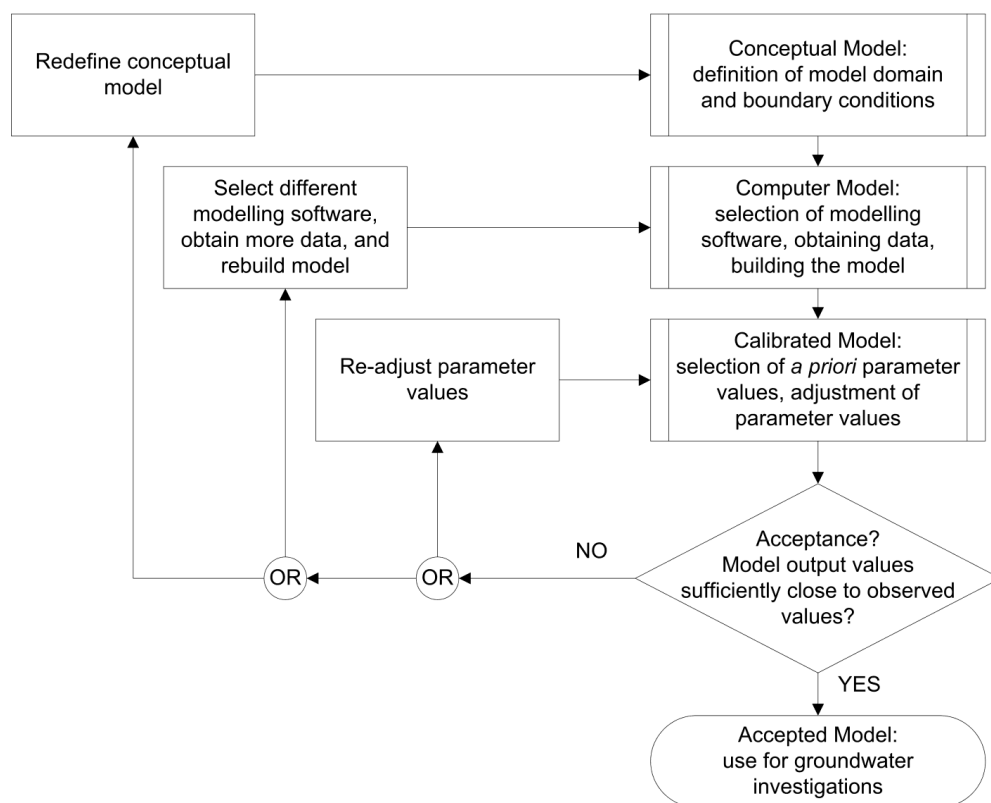 Redefine conceptual
model
Conceptual Model:
definition of model domain
and boundary conditions
Select different
modelling software,
obtain more data, and
rebuild model
Computer Model:
selection of modelling
software, obtaining data,
building the model
Re-adjust parameter
values
Calibrated Model:
selection of a priori parameter
values, adjustment of
parameter values
Acceptance?
Model output values
sufficiently close to observed
values?
NO
OR
OR
YES
Accepted Model:
use for groundwater
investigations